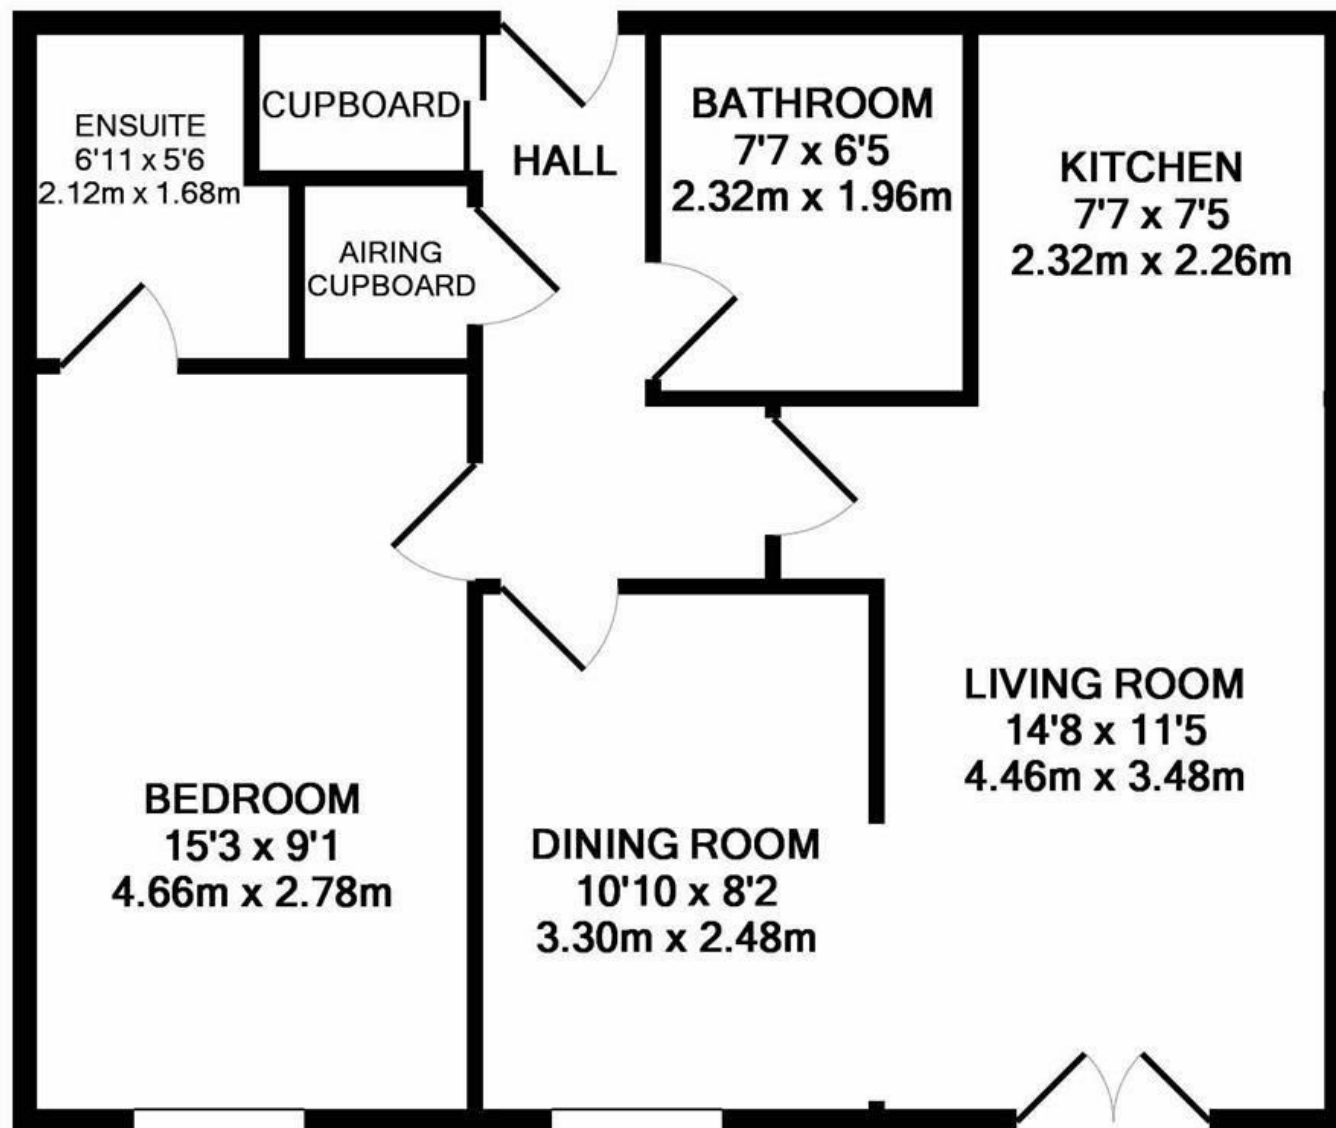 ENSUITE
6'11 x 5'6
2.12m x 1.68m
CUPBOARD
AIRING
CUPBOARD
HALL
BATHROOM
7'7 x 6'5
2.32m x 1.96m
KITCHEN
7'7 x 7'5
2.32m x 2.26m
BEDROOM
15'3 x 9'1
4.66m x 2.78m
DINING ROOM
10'10 x 8'2
3.30m x 2.48m
LIVING ROOM
14'8 x 11'5
4.46m x 3.48m